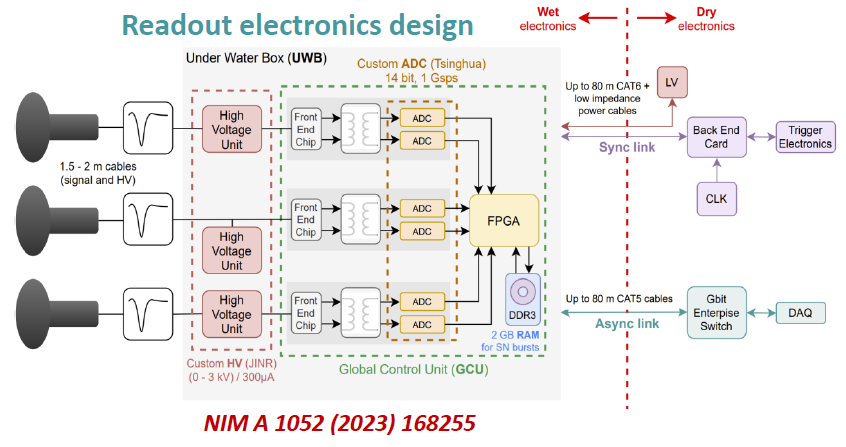 Readout electronics design
Wet
electronics
Dry
electronics
Under Water Box (UWB)
Custom ADC (Tsinghua)
14 bit, 1 Gsps
High
Voltage
Unit
Front
End
Chip
ADC
ADC
1.5 - 2 m cables
(signal and HV)
High
Voltage
Unit
Front
End
Chip
ADC
ADC
High
Voltage
Unit
Front
End
Chip
ADC
ADC
FPGA
DDR3
2 GB RAM
for SN bursts
Custom HV (JINR)
(0 - 3 kV) / 300µA
Global Control Unit (GCU)
Up to 80 m CAT6 +
low impedance
power cables
LV
Sync link
Back End
Card
Trigger
Electronics
CLK
Up to 80 m CAT5 cables
Async link
Gbit
Enterpise
Switch
DAQ
NIM A 1052 (2023) 168255